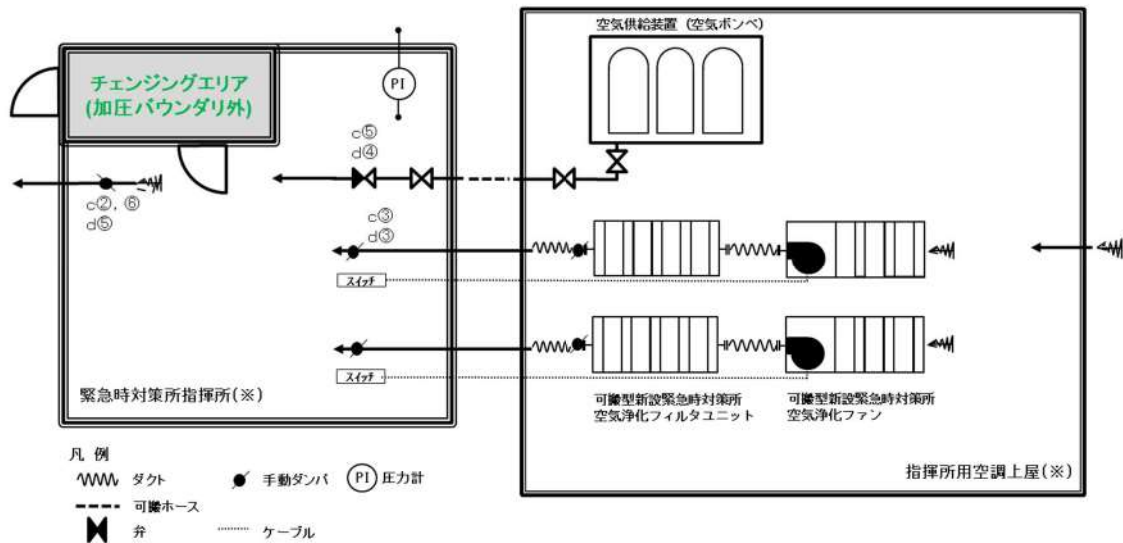 空気供給装置 (空気ボンベ)
チェンジングエリア
(加圧バウンダリ外)
PI
c⑤
d④
c②, ⑥
d⑤
c③
d③
スイッチ
スイッチ
緊急時対策所指揮所(※)
可搬型新設緊急時対策所
空気浄化フィルタユニット
可搬型新設緊急時対策所
空気浄化ファン
指揮所用空調上屋(※)
凡 例
ダクト
手動ダンパ
PI
圧力計
可搬ホース
弁
ケーブル